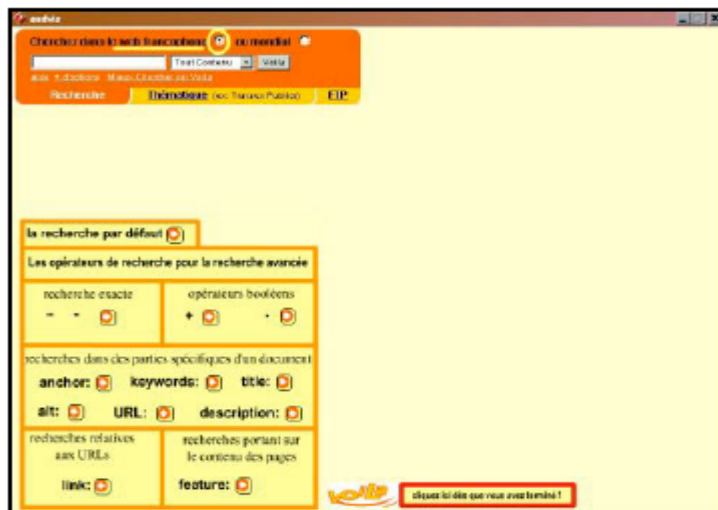 Cherchez dans le web francophone ou mondial
Tout Contenu Voila
Recherche Thématique (ex: Travaux Publics) FTP
la recherche par défaut
Les opérateurs de recherche pour la recherche avancée
recherche exacte opérateurs booléens
" " + -
recherches dans des parties spécifiques d'un document
anchor: keywords: title:
alt: URL: description:
recherches relatives recherches portant sur
aux URLs le contenu des pages
link: feature:
cliquez ici dès que vous avez terminé !